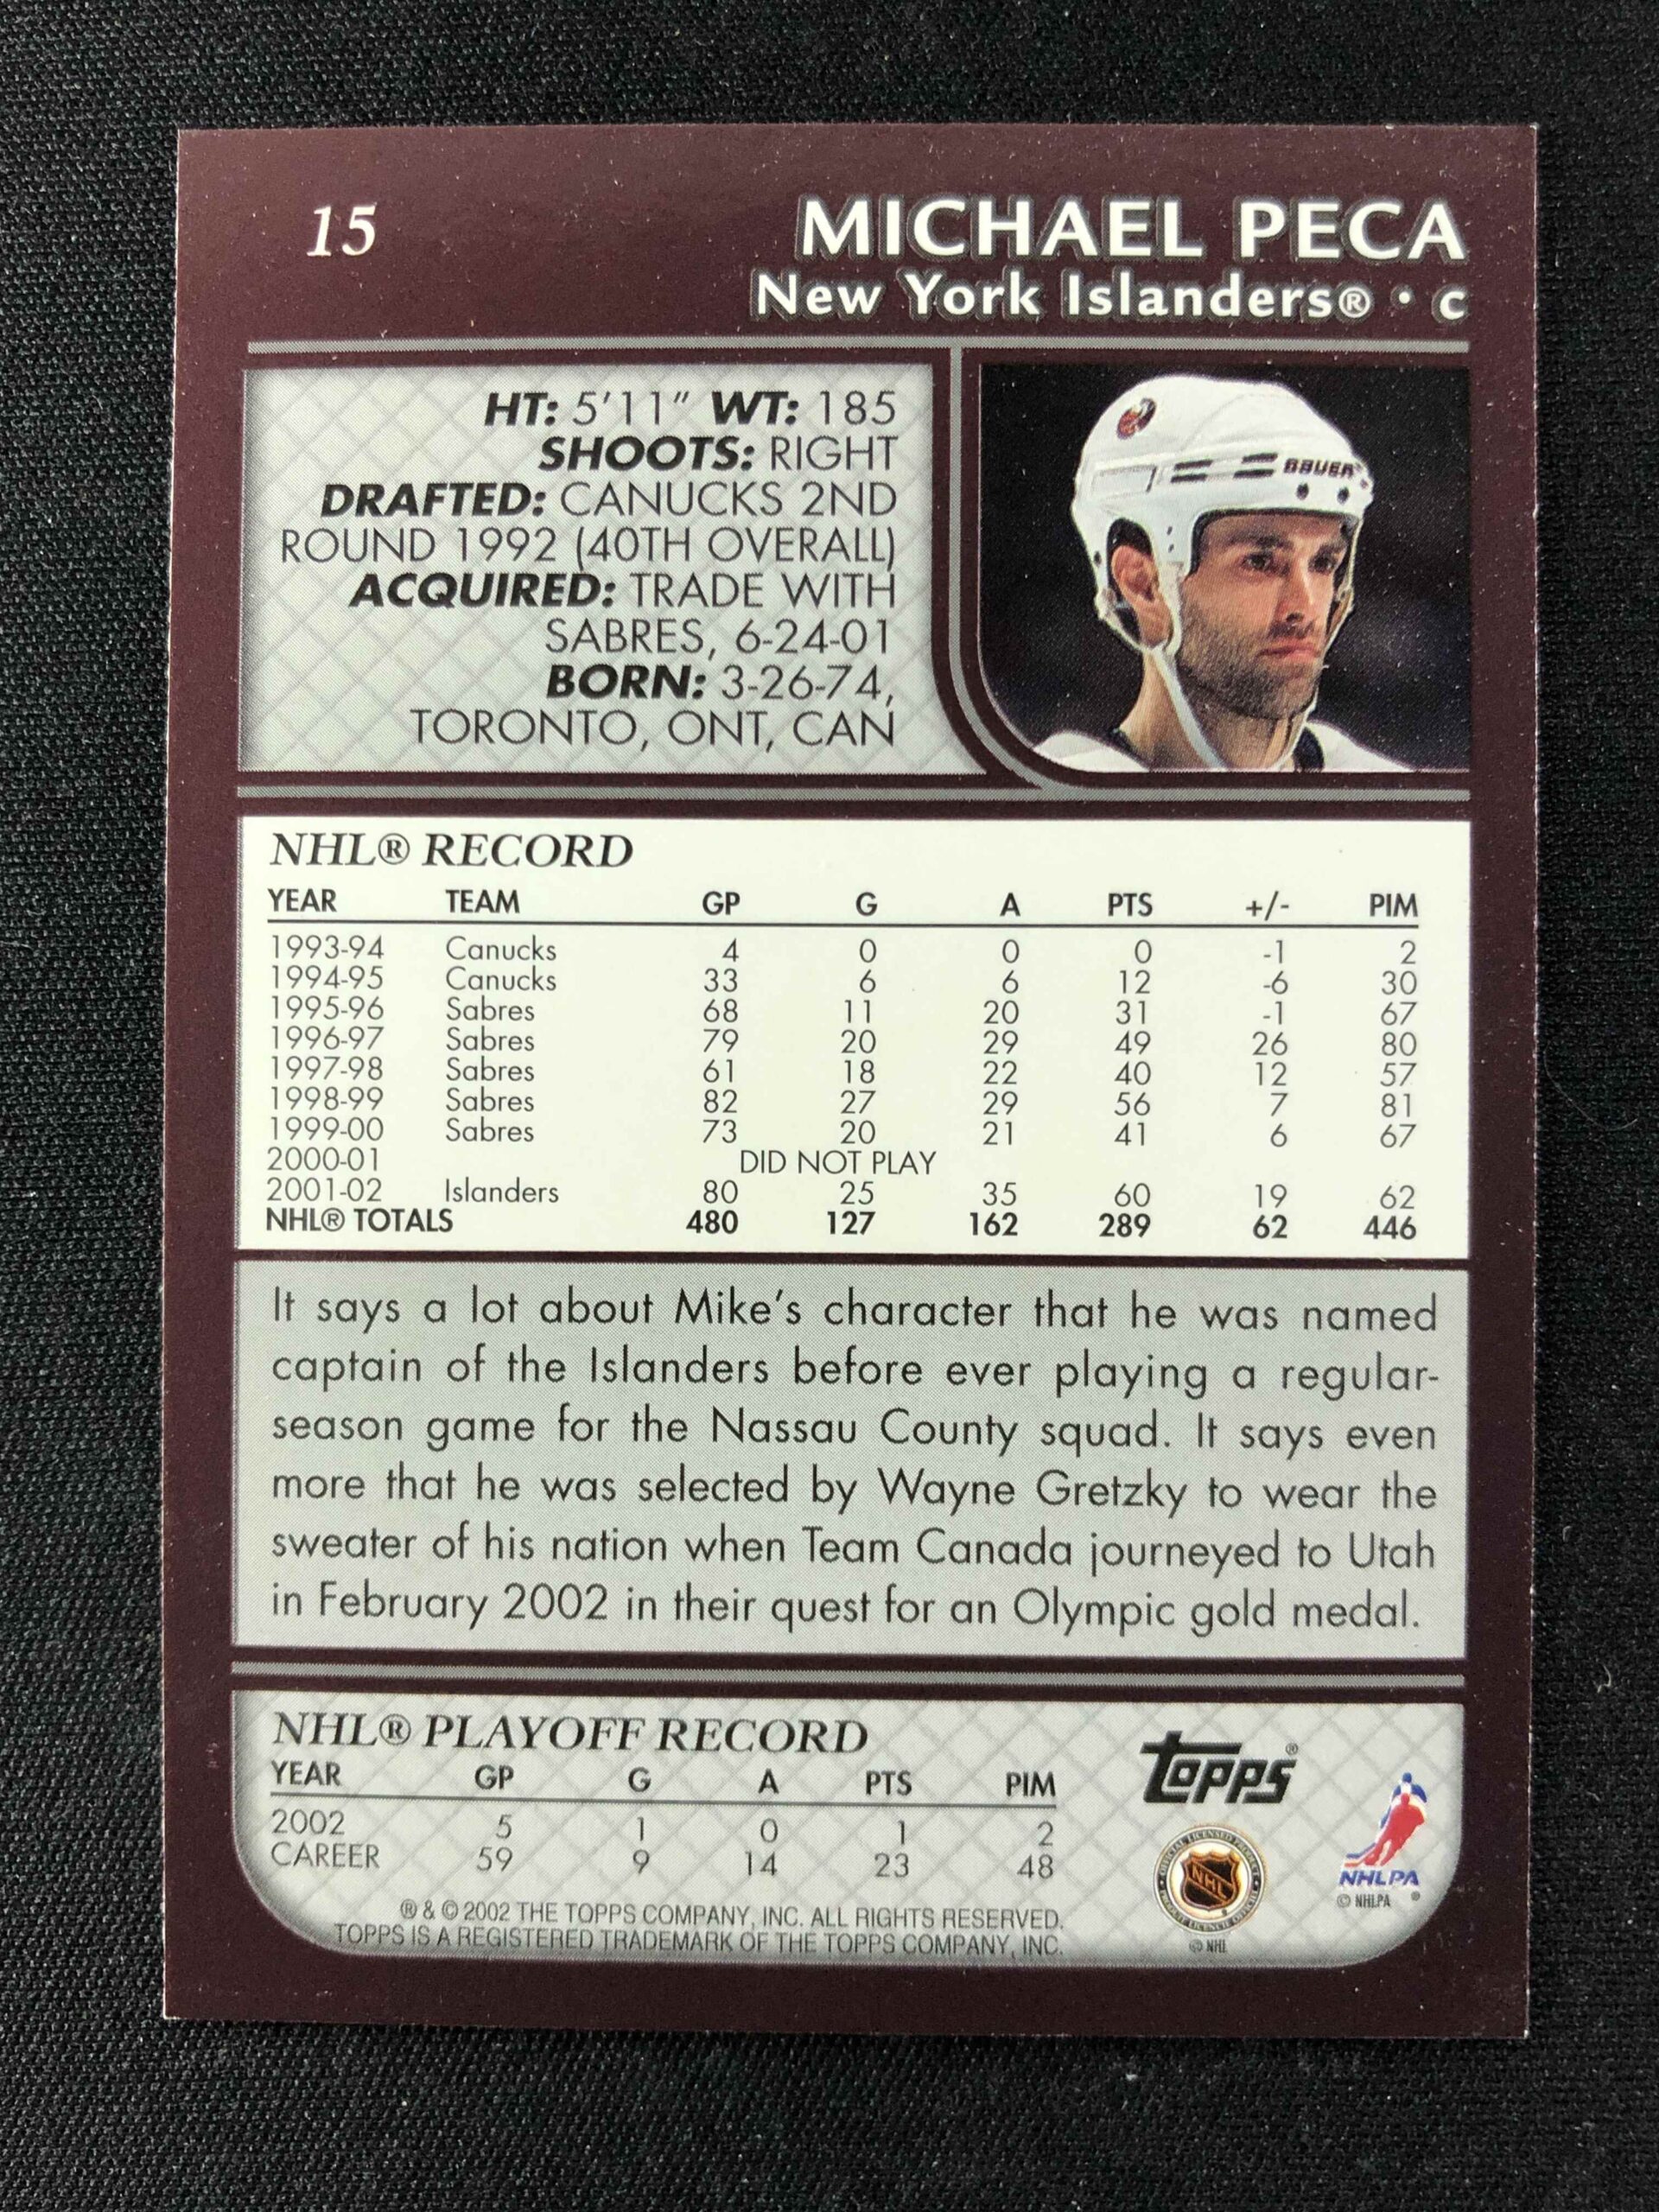 15
MICHAEL PECA
New York Islanders® • C
HT: 5'11" WT: 185
SHOOTS: RIGHT
DRAFTED: CANUCKS 2ND
ROUND 1992 (40TH OVERALL)
ACQUIRED: TRADE WITH
SABRES, 6-24-01
BORN: 3-26-74,
TORONTO, ONT, CAN
BAUER
NHL® RECORD
YEAR TEAM GP G A PTS +/- PIM
1993-94 Canucks 4 0 0 0 -1 2
1994-95 Canucks 33 6 6 12 -6 30
1995-96 Sabres 68 11 20 31 -1 67
1996-97 Sabres 79 20 29 49 26 80
1997-98 Sabres 61 18 22 40 12 57
1998-99 Sabres 82 27 29 56 7 81
1999-00 Sabres 73 20 21 41 6 67
2000-01 DID NOT PLAY
2001-02 Islanders 80 25 35 60 19 62
NHL® TOTALS 480 127 162 289 62 446
It says a lot about Mike's character that he was named
captain of the Islanders before ever playing a regular-
season game for the Nassau County squad. It says even
more that he was selected by Wayne Gretzky to wear the
sweater of his nation when Team Canada journeyed to Utah
in February 2002 in their quest for an Olympic gold medal.
NHL® PLAYOFF RECORD
YEAR GP G A PTS PIM
2002 5 1 0 1 2
CAREER 59 9 14 23 48
® & © 2002 THE TOPPS COMPANY, INC. ALL RIGHTS RESERVED.
TOPPS IS A REGISTERED TRADEMARK OF THE TOPPS COMPANY, INC.
topps®
OFFICIAL LICENSED PRODUCT
NHL
© NHL
NHLPA
© NHLPA ®